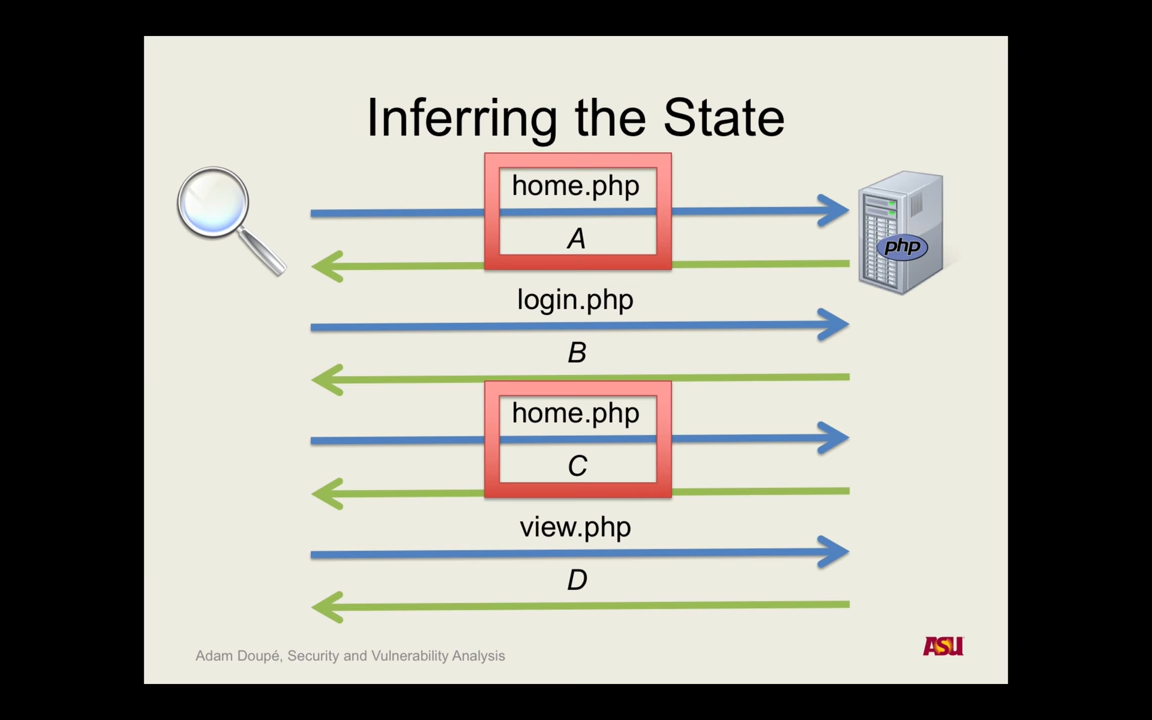 Inferring the State
home.php
A
php
login.php
B
home.php
C
view.php
D
Adam Doupé, Security and Vulnerability Analysis
ASU